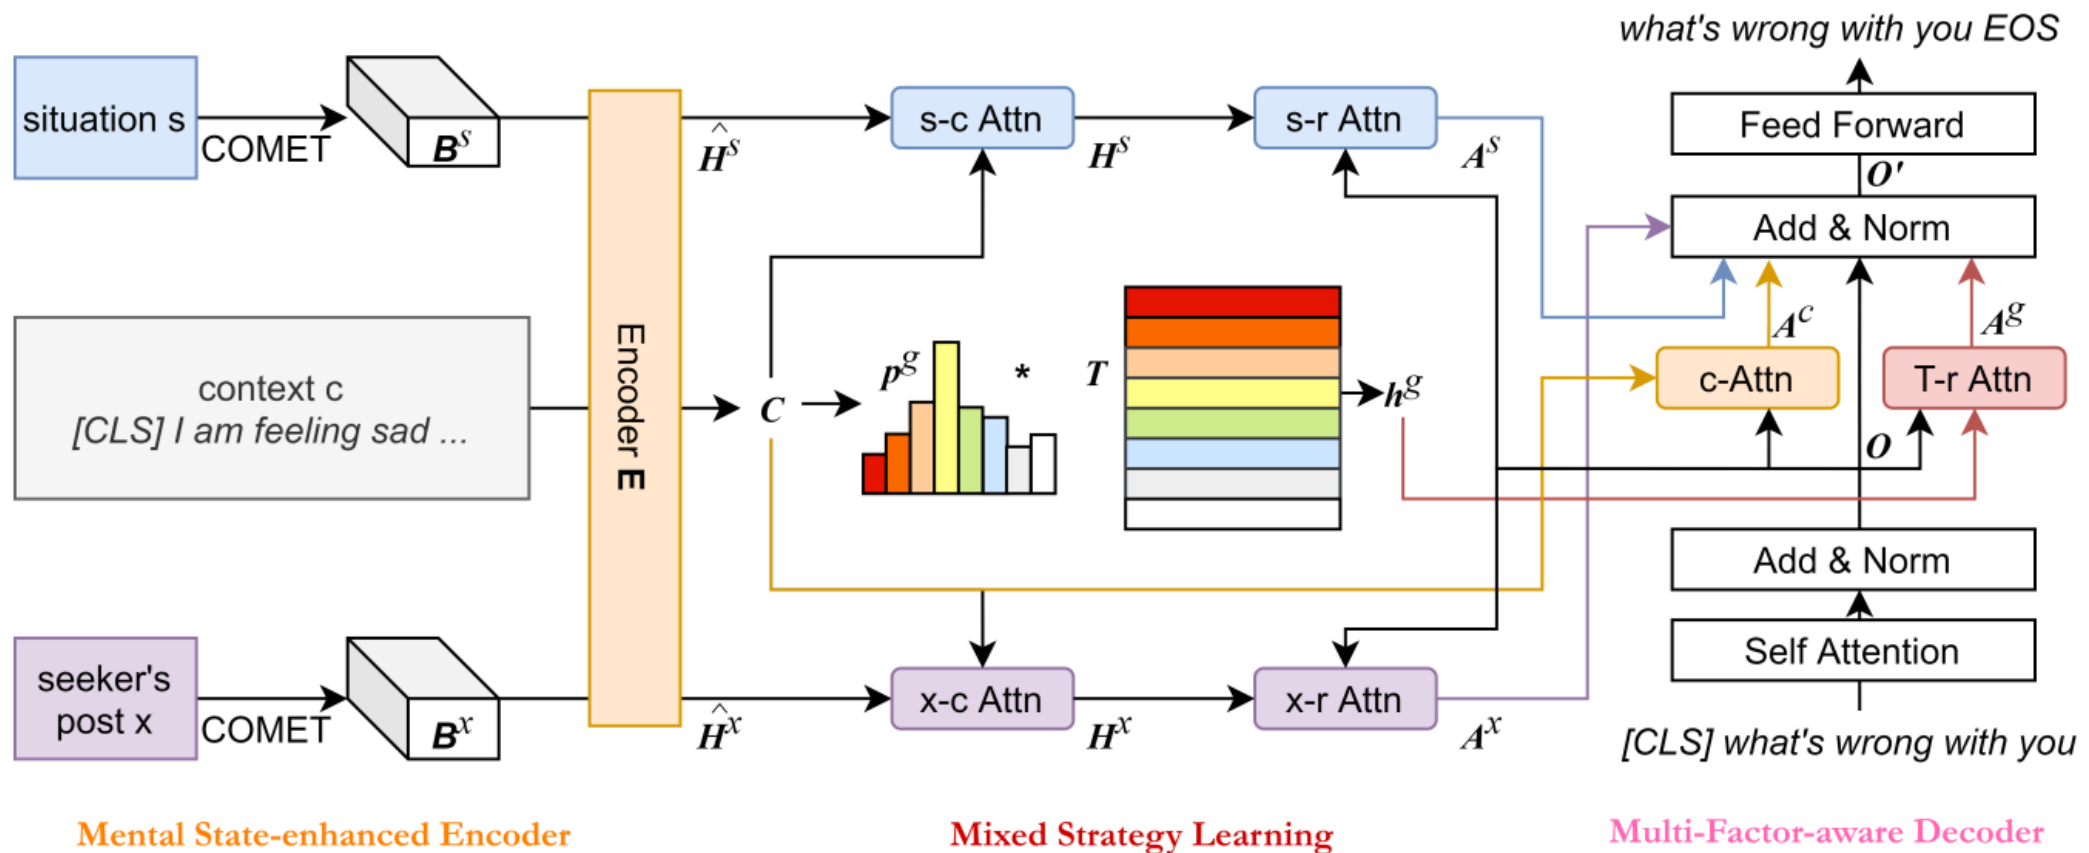 what's wrong with you EOS
situation s
COMET
B^s
Ĥ^s
s-c Attn
H^s
s-r Attn
A^s
Feed Forward
O'
Add & Norm
context c
[CLS] I am feeling sad ...
Encoder E
C
p^g
*
T
h^g
A^c
A^g
c-Attn
T-r Attn
O
Add & Norm
Self Attention
[CLS] what's wrong with you
seeker's
post x
COMET
B^x
Ĥ^x
x-c Attn
H^x
x-r Attn
A^x
Mental State-enhanced Encoder
Mixed Strategy Learning
Multi-Factor-aware Decoder